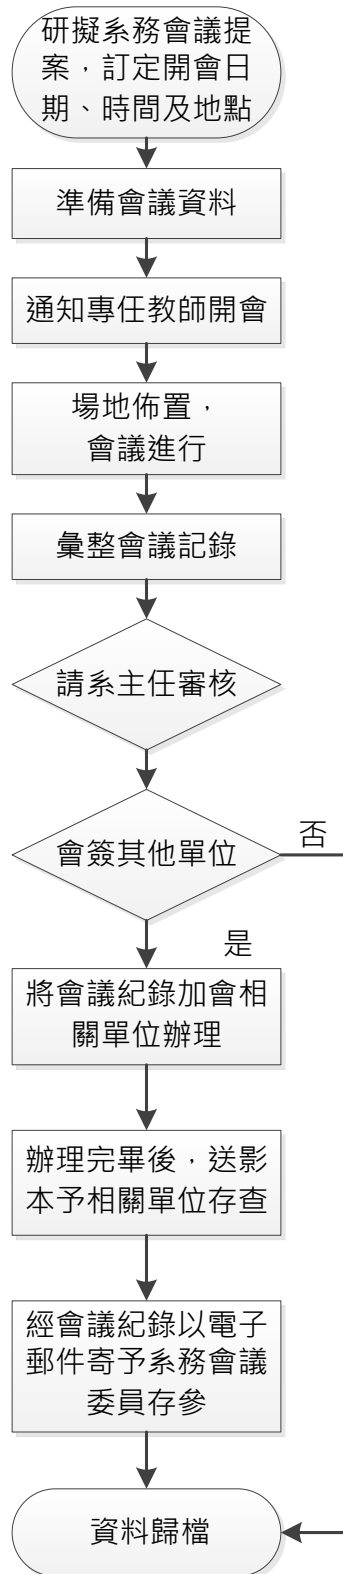 研擬系務會議提
案，訂定開會日
期、時間及地點
準備會議資料
通知專任教師開會
場地佈置，
會議進行
彙整會議記錄
請系主任審核
會簽其他單位
否
是
將會議紀錄加會相
關單位辦理
辦理完畢後，送影
本予相關單位存查
經會議紀錄以電子
郵件寄予系務會議
委員存參
資料歸檔